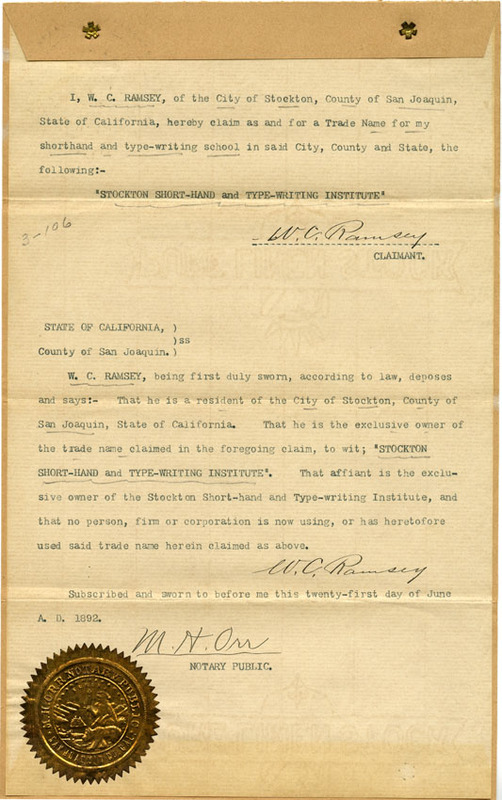 I, W. C. RAMSEY, of the City of Stockton, County of San Joaquin,
State of California, hereby claim as and for a Trade Name for my
shorthand and type-writing school in said City, County and State, the
following:-
"STOCKTON SHORT-HAND and TYPE-WRITING INSTITUTE"
3-106
W. C. Ramsey
CLAIMANT.
STATE OF CALIFORNIA, )
)ss
County of San Joaquin. )
W. C. RAMSEY, being first duly sworn, according to law, deposes
and says:- That he is a resident of the City of Stockton, County of
San Joaquin, State of California. That he is the exclusive owner of
the trade name claimed in the foregoing claim, to wit; "STOCKTON
SHORT-HAND and TYPE-WRITING INSTITUTE". That affiant is the exclu-
sive owner of the Stockton Short-hand and Type-writing Institute, and
that no person, firm or corporation is now using, or has heretofore
used said trade name herein claimed as above.
W. C. Ramsey
Subscribed and sworn to before me this twenty-first day of June
A. D. 1892.
M. H. Orr
NOTARY PUBLIC.
M.H. ORR NOTARY PUBLIC